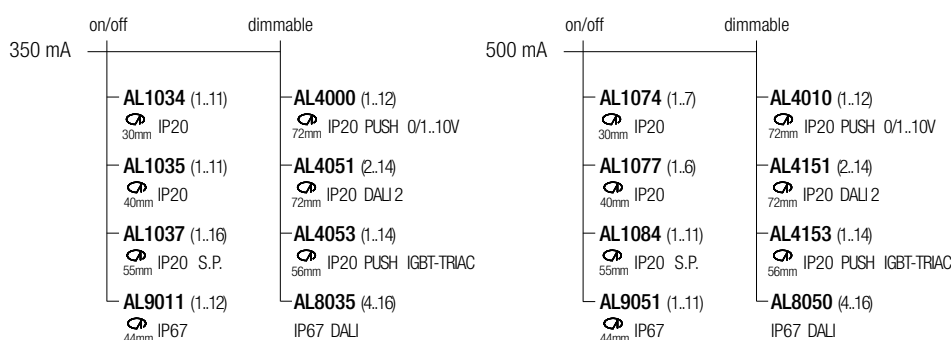 on/off dimmable
350 mA
AL1034 (1..11)
30mm IP20
AL1035 (1..11)
40mm IP20
AL1037 (1..16)
55mm IP20 S.P.
AL9011 (1..12)
44mm IP67
AL4000 (1..12)
72mm IP20 PUSH 0/1..10V
AL4051 (2..14)
72mm IP20 DALI 2
AL4053 (1..14)
56mm IP20 PUSH IGBT-TRIAC
AL8035 (4..16)
IP67 DALI
on/off dimmable
500 mA
AL1074 (1..7)
30mm IP20
AL1077 (1..6)
40mm IP20
AL1084 (1..11)
55mm IP20 S.P.
AL9051 (1..11)
44mm IP67
AL4010 (1..12)
72mm IP20 PUSH 0/1..10V
AL4151 (2..14)
72mm IP20 DALI 2
AL4153 (1..14)
56mm IP20 PUSH IGBT-TRIAC
AL8050 (4..16)
IP67 DALI